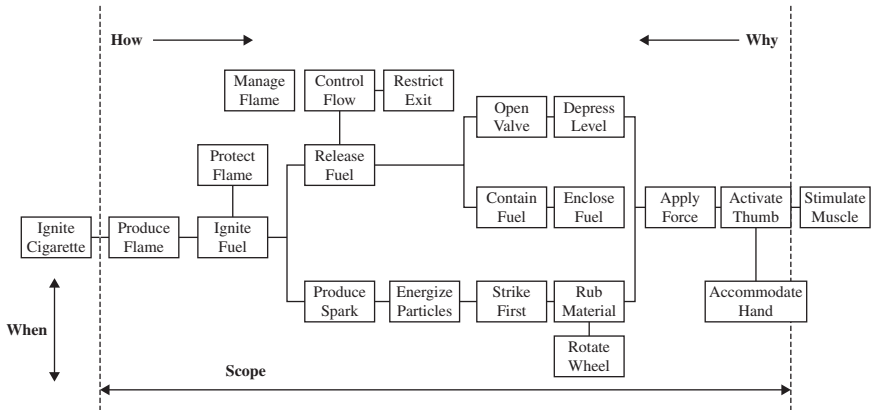 How
Why
Manage
Flame
Control
Flow
Restrict
Exit
Open
Valve
Depress
Level
Protect
Flame
Release
Fuel
Contain
Fuel
Enclose
Fuel
Apply
Force
Activate
Thumb
Stimulate
Muscle
Ignite
Cigarette
Produce
Flame
Ignite
Fuel
Produce
Spark
Energize
Particles
Strike
First
Rub
Material
Accommodate
Hand
When
Rotate
Wheel
Scope